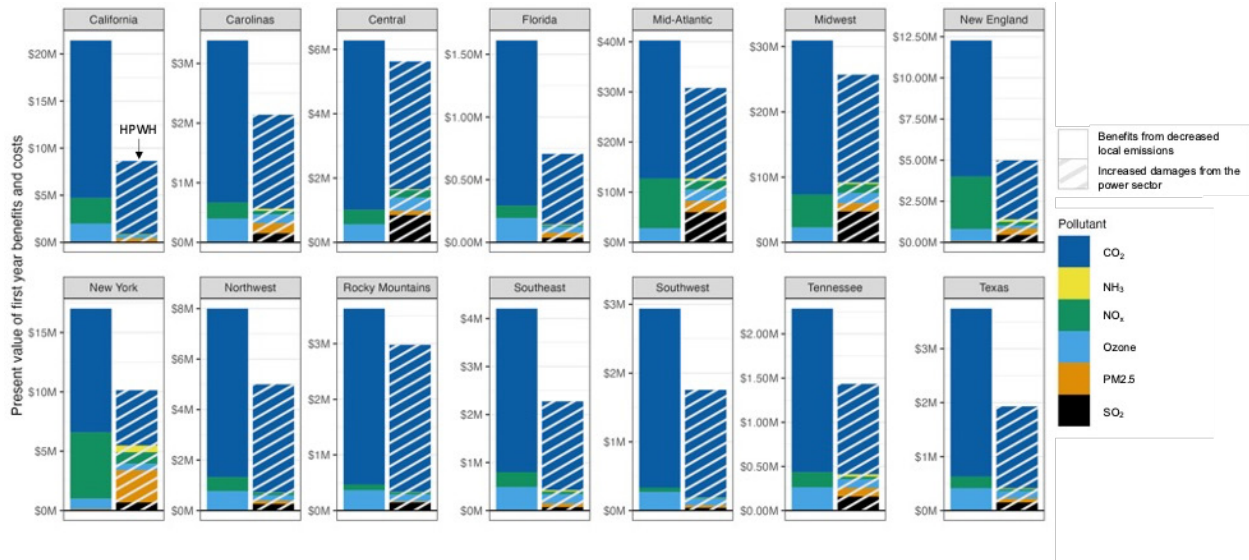 Present value of first year benefits and costs
California
Carolinas
Central
Florida
Mid-Atlantic
Midwest
New England
$20M
$15M
$10M
$5M
$0M
HPWH
$3M
$2M
$1M
$0M
$6M
$4M
$2M
$0M
$1.50M
$1.00M
$0.50M
$0.00M
$40M
$30M
$20M
$10M
$0M
$30M
$20M
$10M
$0M
$12.50M
$10.00M
$7.50M
$5.00M
$2.50M
$0.00M
New York
Northwest
Rocky Mountains
Southeast
Southwest
Tennessee
Texas
$15M
$10M
$5M
$0M
$8M
$6M
$4M
$2M
$0M
$3M
$2M
$1M
$0M
$4M
$3M
$2M
$1M
$0M
$3M
$2M
$1M
$0M
$2.00M
$1.50M
$1.00M
$0.50M
$0.00M
$3M
$2M
$1M
$0M
Benefits from decreased
local emissions
Increased damages from the
power sector
Pollutant
CO₂
NH₃
NOₓ
Ozone
PM2.5
SO₂